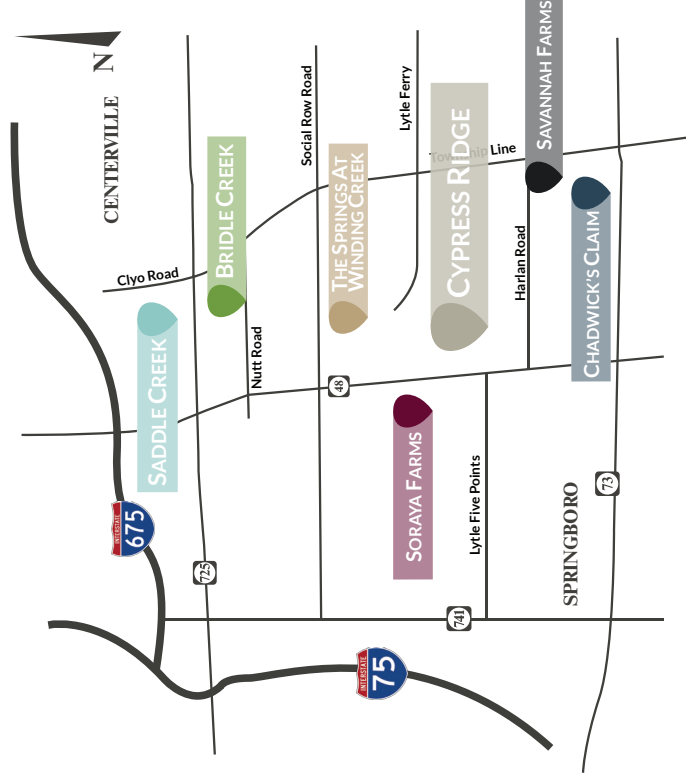 N
CENTERVILLE
Clyo Road
SADDLE CREEK
BRIDLE CREEK
Nutt Road
Social Row Road
THE SPRINGS AT
WINDING CREEK
Lytle Ferry
Township Line
CYPRESS RIDGE
SAVANNAH FARMS
Harlan Road
CHADWICK'S CLAIM
48
SORAYA FARMS
Lytle Five Points
73
SPRINGBORO
INTERSTATE
675
725
741
INTERSTATE
75